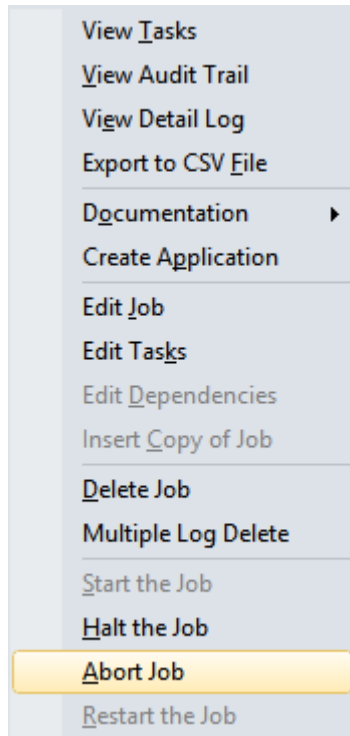 View Tasks
View Audit Trail
View Detail Log
Export to CSV File
Documentation
Create Application
Edit Job
Edit Tasks
Edit Dependencies
Insert Copy of Job
Delete Job
Multiple Log Delete
Start the Job
Halt the Job
Abort Job
Restart the Job